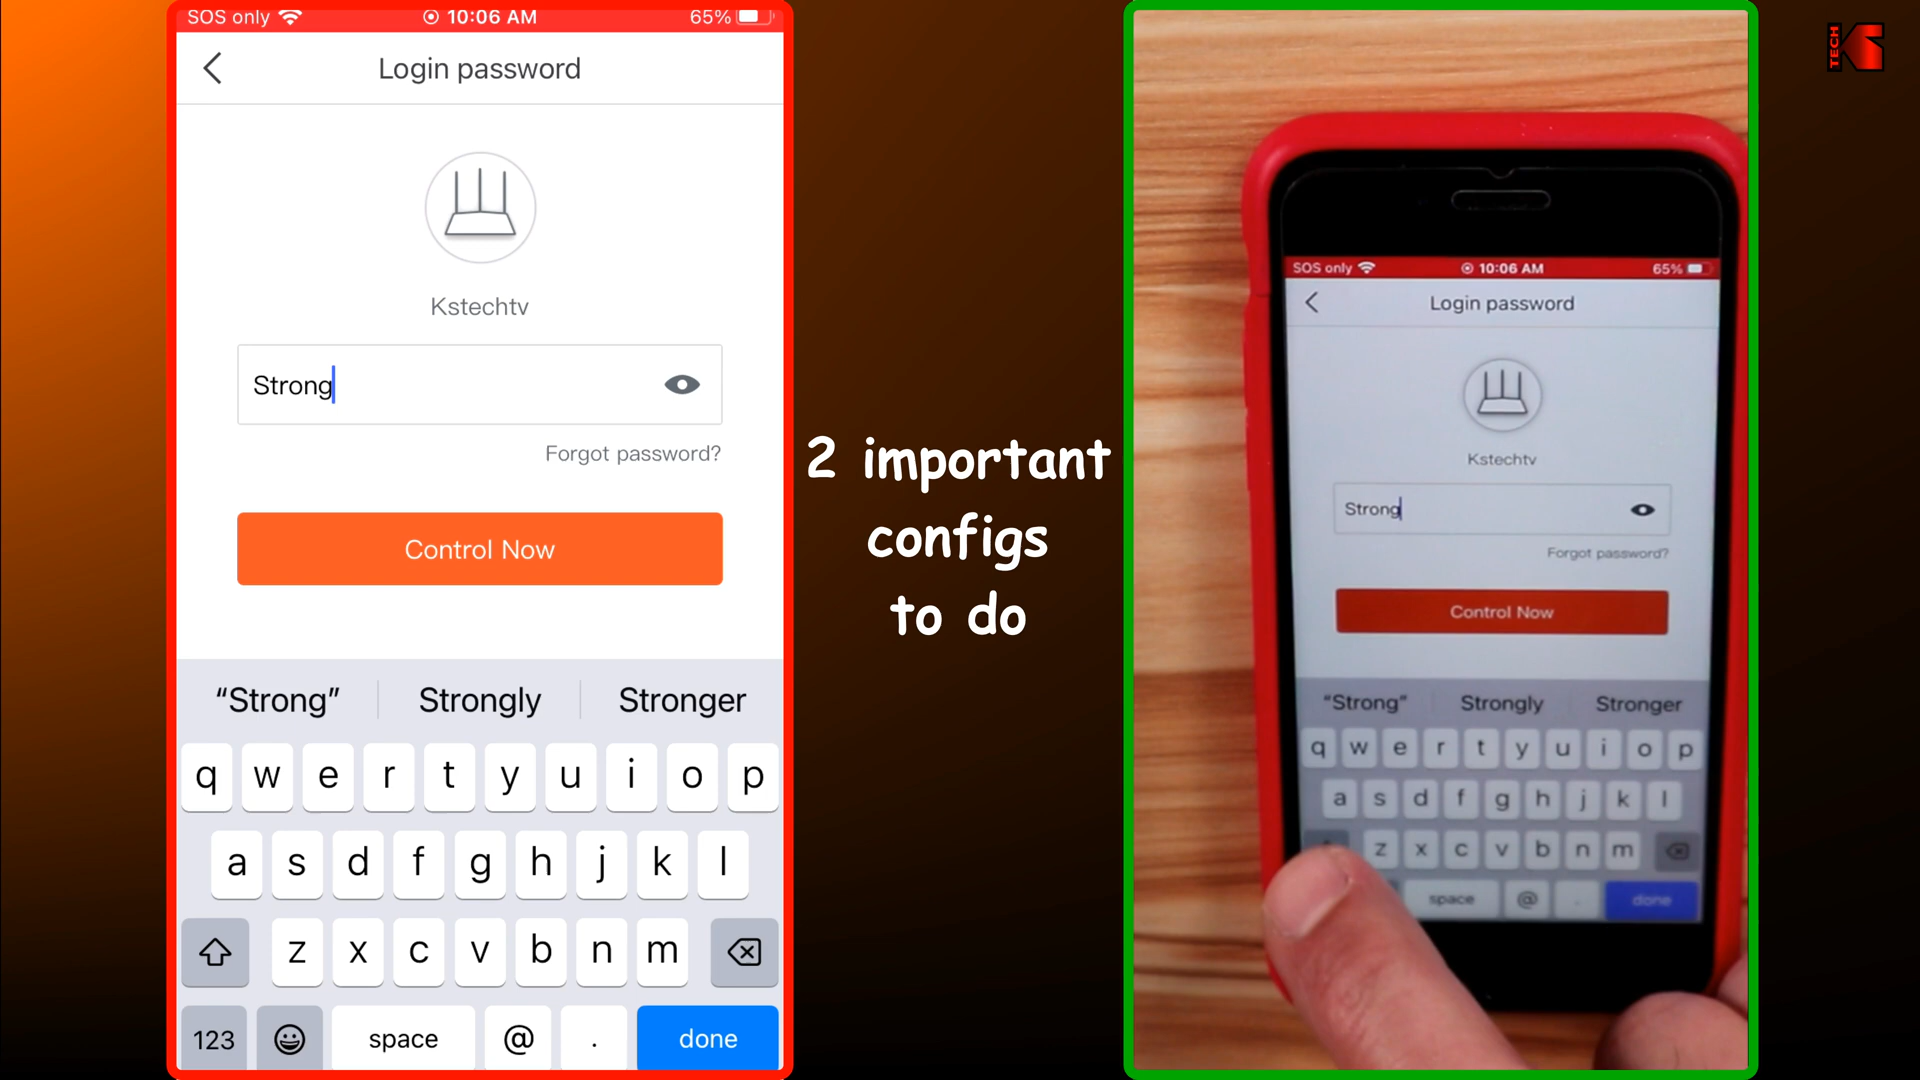 SOS only 10:06 AM 65%
Login password
Kstechtv
Strong
Forgot password?
Control Now
“Strong” Strongly Stronger
q w e r t y u i o p
a s d f g h j k l
z x c v b n m
123 space @ . done
2 important
configs
to do
SOS only 10:06 AM 65%
Login password
Kstechtv
Strong
Forgot password?
Control Now
“Strong” Strongly Stronger
q w e r t y u i o p
a s d f g h j k l
z x c v b n m
space @ . done
TECH
K